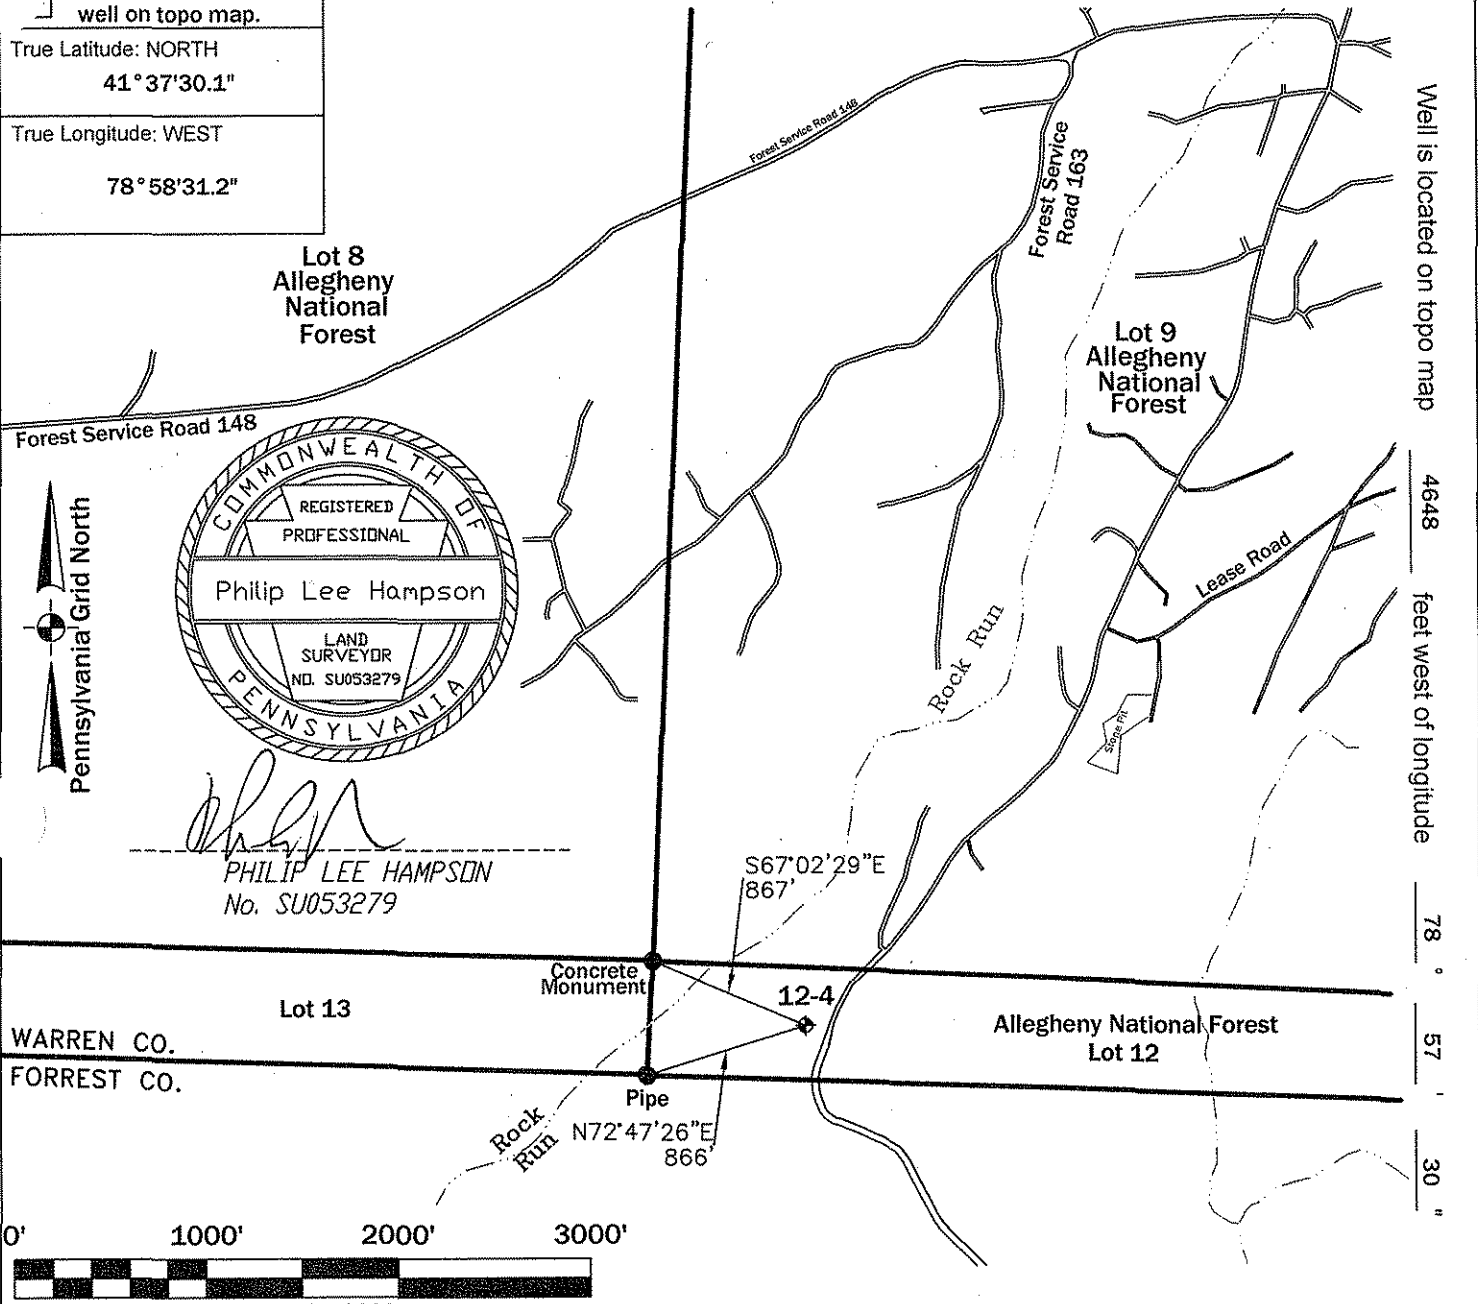 well on topo map.
True Latitude: NORTH
41°37'30.1"
True Longitude: WEST
78°58'31.2"
Lot 8
Allegheny
National
Forest
Forest Service Road 148
Forest Service
Road 163
Lot 9
Allegheny
National
Forest
Well is located on topo map 4648 feet west of longitude 78 ° 57 ' 30 "
Forest Service Road 148
Pennsylvania Grid North
COMMONWEALTH OF
REGISTERED
PROFESSIONAL
Philip Lee Hampson
LAND
SURVEYOR
NO. SU053279
PENNSYLVANIA
PHILIP LEE HAMPSON
No. SU053279
Lease Road
Rock Run
Stone Pit
S67°02'29"E
867'
Concrete
Monument
12-4
Lot 13
Allegheny National Forest
Lot 12
WARREN CO.
FORREST CO.
Pipe
N72°47'26"E
866'
Rock
Run
0' 1000' 2000' 3000'